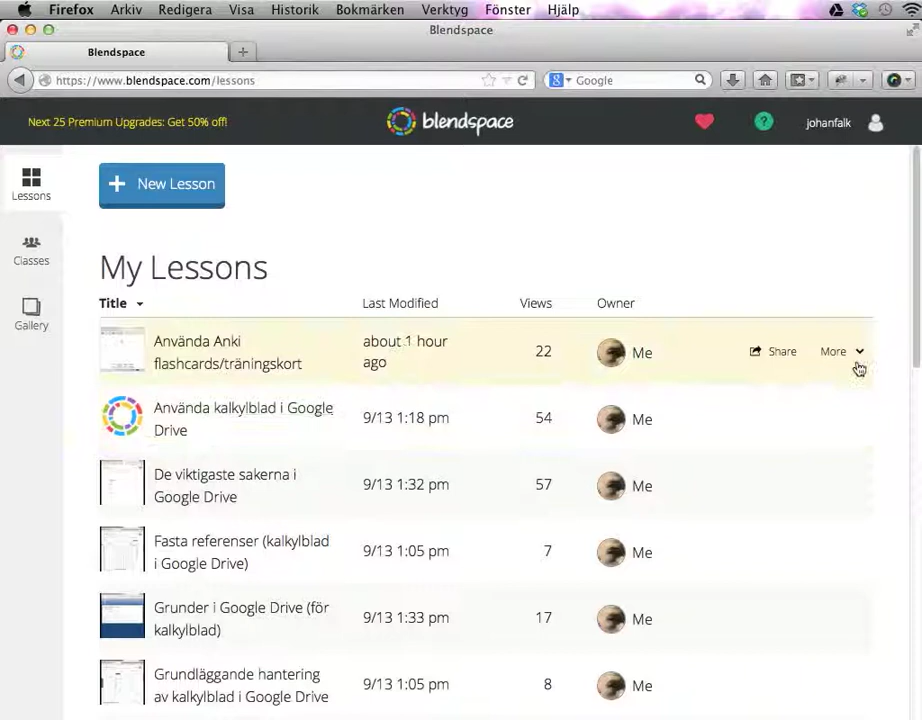 Firefox Arkiv Redigera Visa Historik Bokmärken Verktyg Fönster Hjälp
Blendspace
Blendspace
https://www.blendspace.com/lessons
Google
Next 25 Premium Upgrades: Get 50% off!
blendspace
johanfalk
Lessons
New Lesson
Classes
My Lessons
Title Last Modified Views Owner
Gallery
Använda Anki
flashcards/träningskort
about 1 hour
ago
22
Me
Share
More
Använda kalkylblad i Google
Drive
9/13 1:18 pm
54
Me
De viktigaste sakerna i
Google Drive
9/13 1:32 pm
57
Me
Fasta referenser (kalkylblad
i Google Drive)
9/13 1:05 pm
7
Me
Grunder i Google Drive (för
kalkylblad)
9/13 1:33 pm
17
Me
Grundläggande hantering
av kalkylblad i Google Drive
9/13 1:05 pm
8
Me